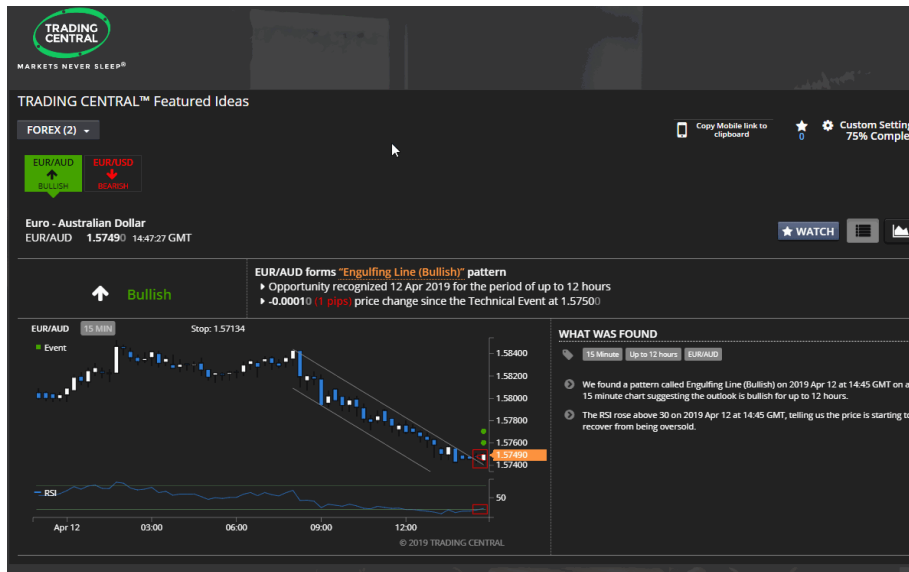 TRADING
CENTRAL
MARKETS NEVER SLEEP®
TRADING CENTRAL™ Featured Ideas
FOREX (2)
Copy Mobile link to
clipboard
0
Custom Setting
75% Comple
EUR/AUD
BULLISH
EUR/USD
BEARISH
Euro - Australian Dollar
EUR/AUD 1.57490 14:47:27 GMT
WATCH
Bullish
EUR/AUD forms "Engulfing Line (Bullish)" pattern
Opportunity recognized 12 Apr 2019 for the period of up to 12 hours
-0.00010 (1 pips) price change since the Technical Event at 1.57500
EUR/AUD 15 MIN Stop: 1.57134
Event
1.58400
1.58200
1.58000
1.57800
1.57600
1.57490
1.57400
RSI
50
Apr 12 03:00 06:00 09:00 12:00
© 2019 TRADING CENTRAL
WHAT WAS FOUND
15 Minute Up to 12 hours EUR/AUD
We found a pattern called Engulfing Line (Bullish) on 2019 Apr 12 at 14:45 GMT on a
15 minute chart suggesting the outlook is bullish for up to 12 hours.
The RSI rose above 30 on 2019 Apr 12 at 14:45 GMT, telling us the price is starting to
recover from being oversold.